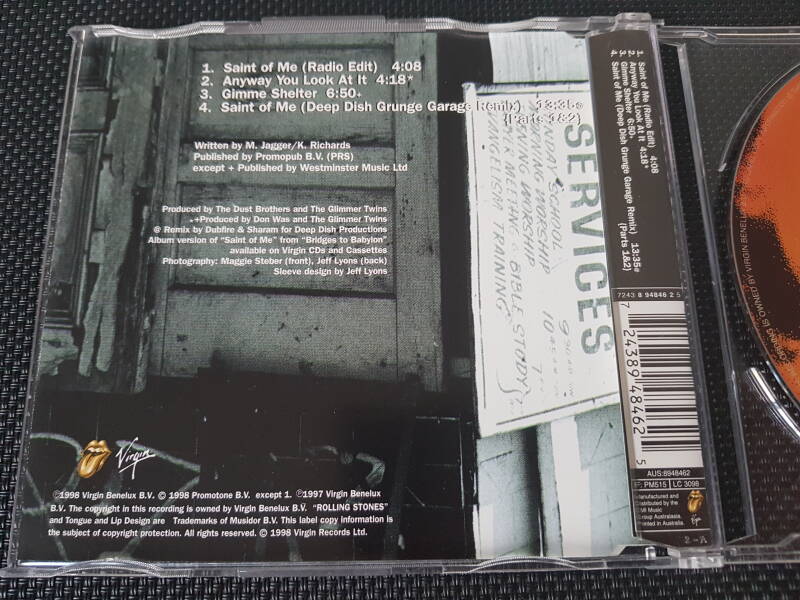 1. Saint of Me (Radio Edit) 4:08
2. Anyway You Look At It 4:18*
3. Gimme Shelter 6:50+
4. Saint of Me (Deep Dish Grunge Garage Remix) 13:35@
(Parts 1&2)
Written by M. Jagger/K. Richards
Published by Promopub B.V. (PRS)
except + Published by Westminster Music Ltd
Produced by The Dust Brothers and The Glimmer Twins
*+Produced by Don Was and The Glimmer Twins
@ Remix by Dubfire & Sharam for Deep Dish Productions
Album version of "Saint of Me" from "Bridges to Babylon"
available on Virgin CDs and Cassettes
Photography: Maggie Steber (front), Jeff Lyons (back)
Sleeve design by Jeff Lyons
SERVICES
SCHOOL
WORSHIP
BIBLE STUDY 7
TRAINING
Virgin
℗1998 Virgin Benelux B.V. © 1998 Promotone B.V. except 1. ℗1997 Virgin Benelux
B.V. The copyright in this recording is owned by Virgin Benelux B.V. "ROLLING STONES"
and Tongue and Lip Design are Trademarks of Musidor B.V. This label copy information is
the subject of copyright protection. All rights reserved. © 1998 Virgin Records Ltd.
1. Saint of Me (Radio Edit) 4:08
2. Anyway You Look At It 4:18*
3. Gimme Shelter 6:50+
4. Saint of Me (Deep Dish Grunge Garage Remix) 13:35@
(Parts 1&2)
7243 8 94846 2 5
7 24389 48462 5
AUS:8948462
F: PM515 LC 3098
Manufactured and
Distributed by the
EMI Music
Group Australasia.
Printed in Australia.
Virgin
2-A
IS OWNED BY VIRGIN BENELUX